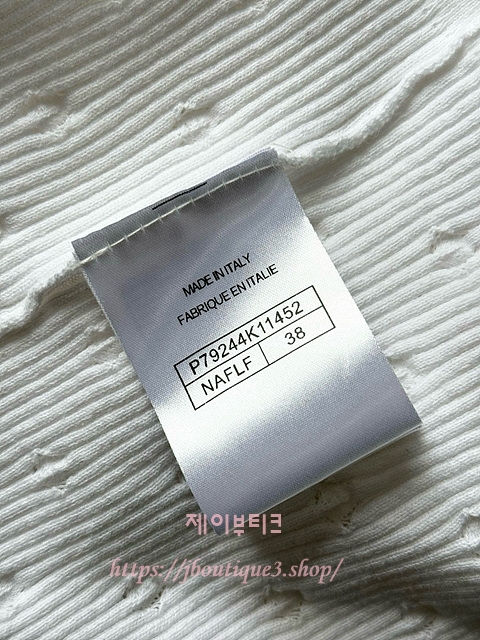 MADE IN ITALY
FABRIQUE EN ITALIE
P79244K11452
NAFLF 38
제이부티크
https://jboutique3.shop/